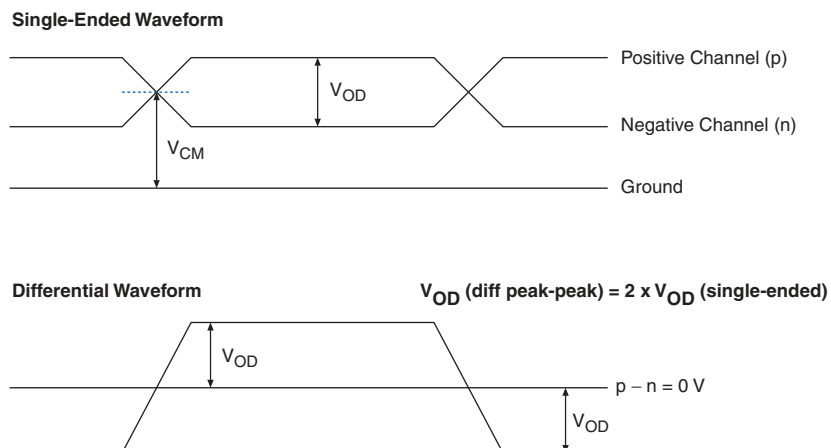 Single-Ended Waveform
Positive Channel (p)
VOD
Negative Channel (n)
VCM
Ground
Differential Waveform
VOD (diff peak-peak) = 2 x VOD (single-ended)
VOD
p – n = 0 V
VOD